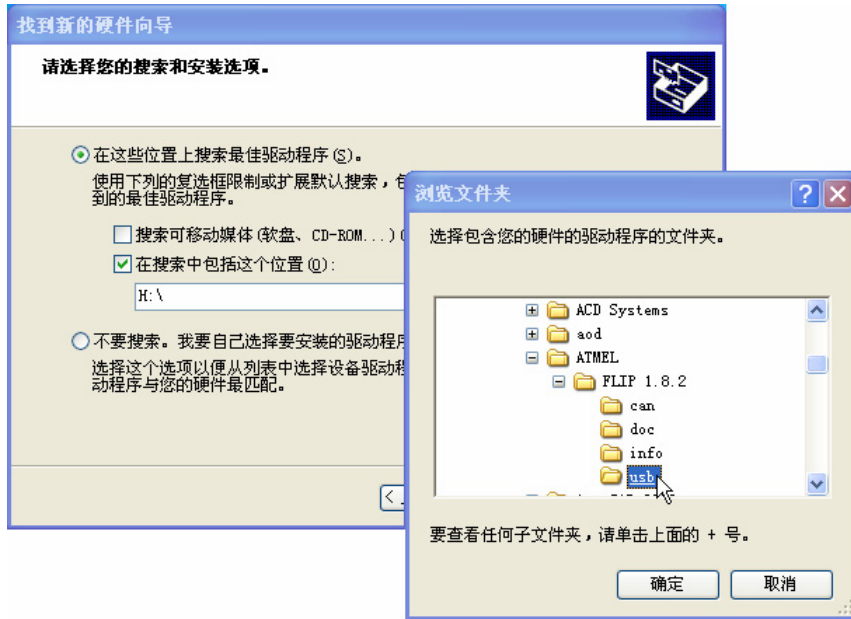 找到新的硬件向导
请选择您的搜索和安装选项。
在这些位置上搜索最佳驱动程序(S)。
使用下列的复选框限制或扩展默认搜索，
到的最佳驱动程序。
搜索可移动媒体(软盘、CD-ROM...)(
在搜索中包括这个位置(O):
H:\
不要搜索。我要自己选择要安装的驱动程序
选择这个选项以便从列表中选择设备驱动程
动程序与您的硬件最匹配。
<
浏览文件夹
选择包含您的硬件的驱动程序的文件夹。
ACD Systems
aod
ATMEL
FLIP 1.8.2
can
doc
info
usb
要查看任何子文件夹，请单击上面的 + 号。
确定
取消